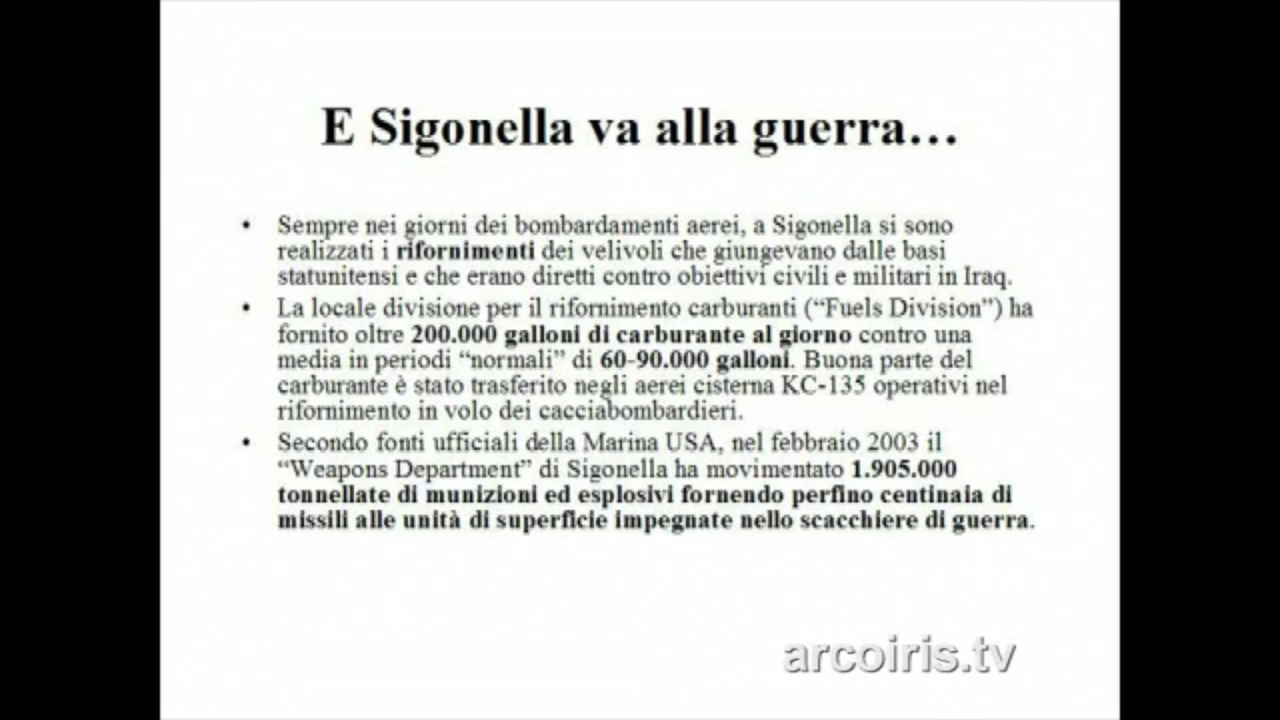 E Sigonella va alla guerra…
• Sempre nei giorni dei bombardamenti aerei, a Sigonella si sono
realizzati i rifornimenti dei velivoli che giungevano dalle basi
statunitensi e che erano diretti contro obiettivi civili e militari in Iraq.
• La locale divisione per il rifornimento carburanti (“Fuels Division”) ha
fornito oltre 200.000 galloni di carburante al giorno contro una
media in periodi “normali” di 60-90.000 galloni. Buona parte del
carburante è stato trasferito negli aerei cisterna KC-135 operativi nel
rifornimento in volo dei cacciabombardieri.
• Secondo fonti ufficiali della Marina USA, nel febbraio 2003 il
“Weapons Department” di Sigonella ha movimentato 1.905.000
tonnellate di munizioni ed esplosivi fornendo perfino centinaia di
missili alle unità di superficie impegnate nello scacchiere di guerra.
arcoiris.tv